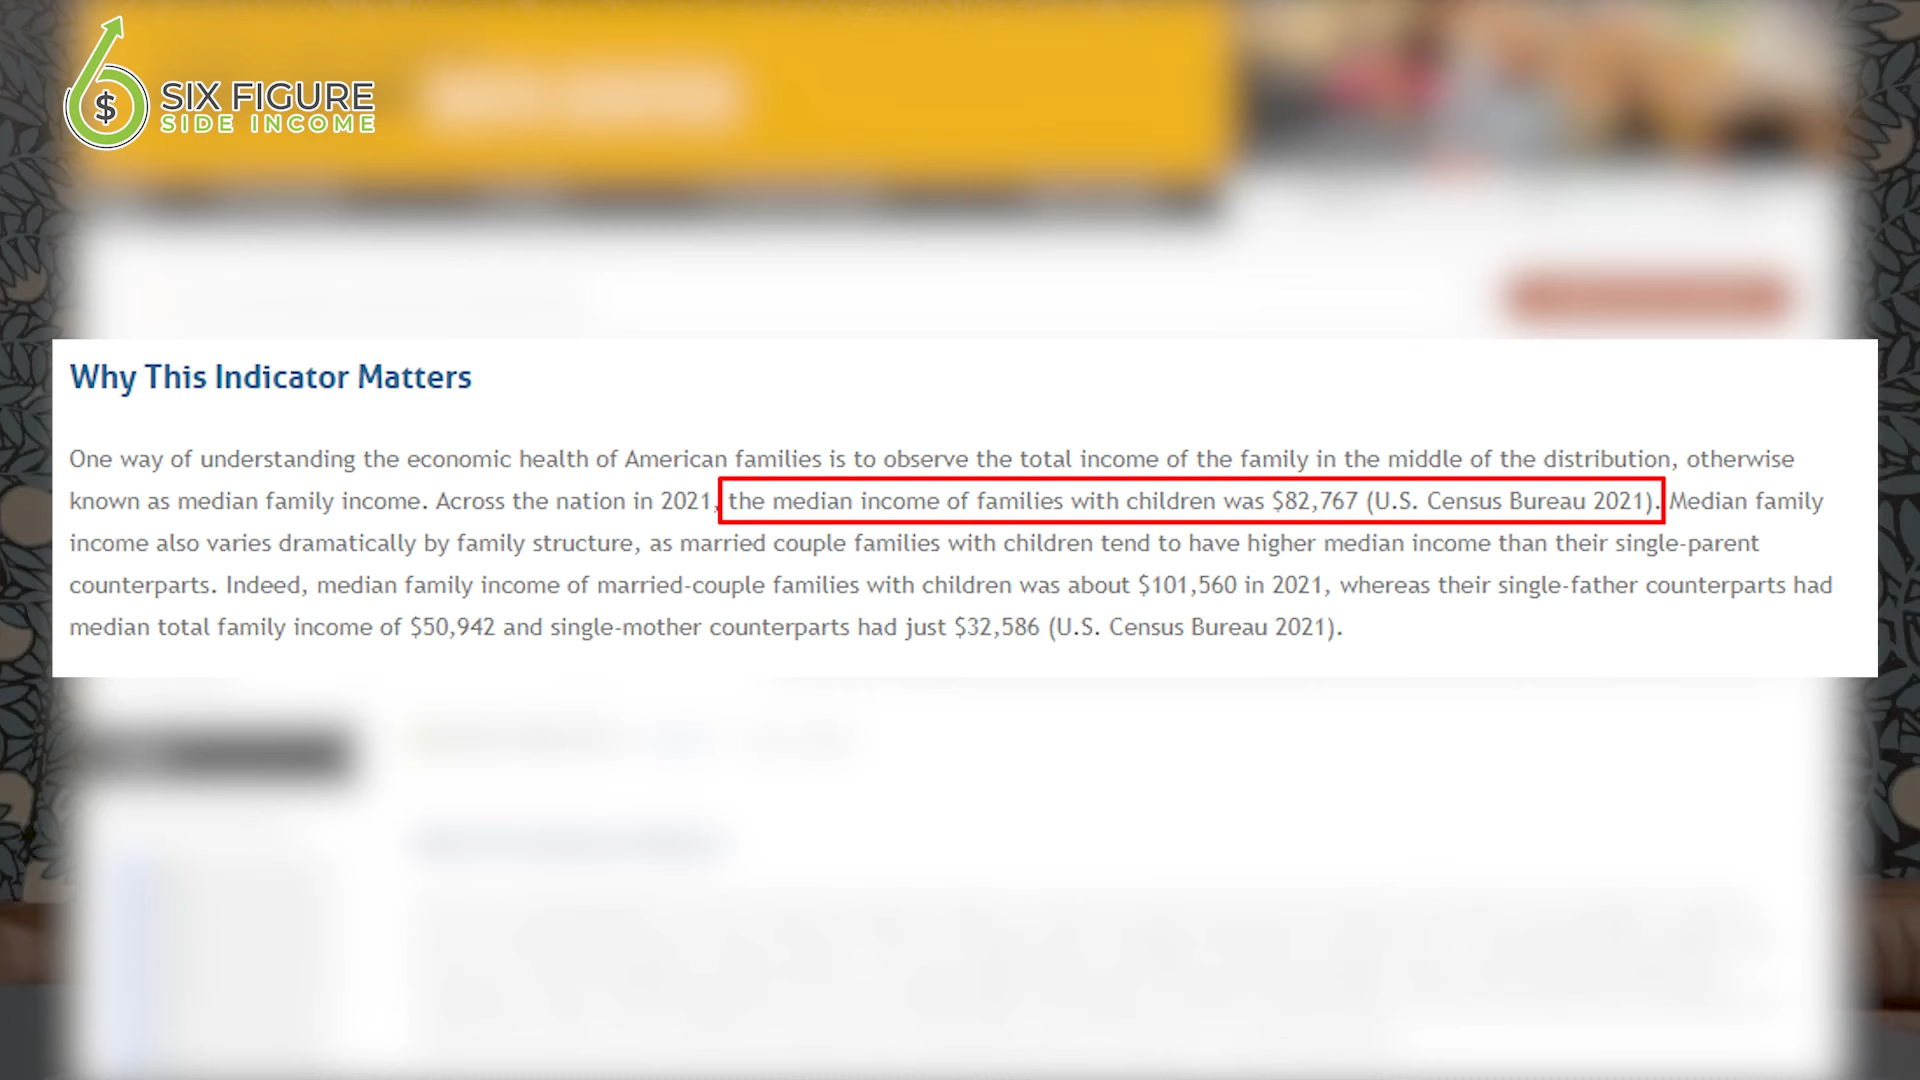 $ SIX FIGURE
SIDE INCOME
Why This Indicator Matters
One way of understanding the economic health of American families is to observe the total income of the family in the middle of the distribution, otherwise
known as median family income. Across the nation in 2021, the median income of families with children was $82,767 (U.S. Census Bureau 2021). Median family
income also varies dramatically by family structure, as married couple families with children tend to have higher median income than their single-parent
counterparts. Indeed, median family income of married-couple families with children was about $101,560 in 2021, whereas their single-father counterparts had
median total family income of $50,942 and single-mother counterparts had just $32,586 (U.S. Census Bureau 2021).